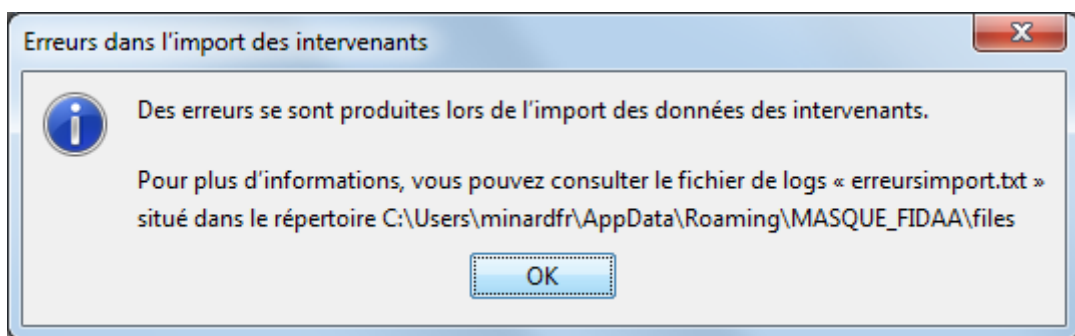 Erreurs dans l'import des intervenants
Des erreurs se sont produites lors de l'import des données des intervenants.
Pour plus d'informations, vous pouvez consulter le fichier de logs « erreursimport.txt »
situé dans le répertoire C:\Users\minardfr\AppData\Roaming\MASQUE_FIDAA\files
OK